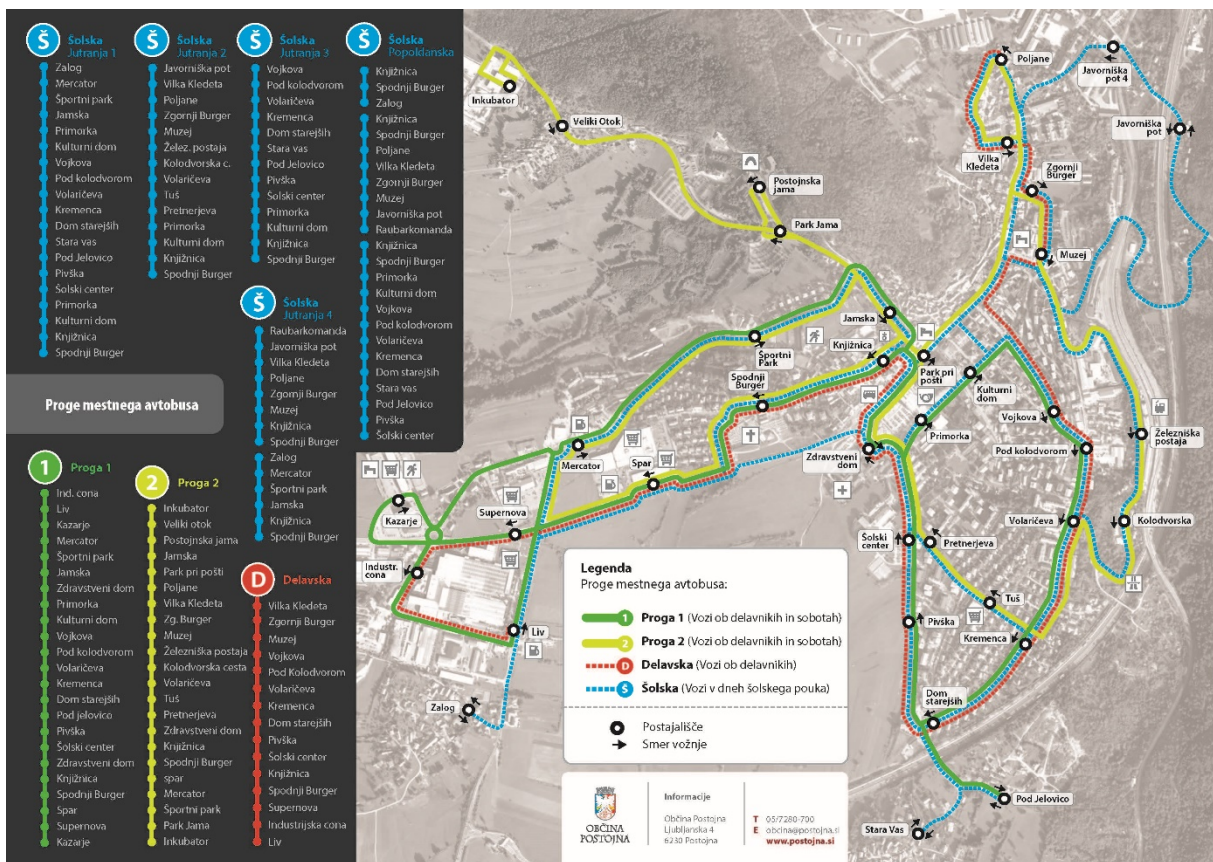 Š
Šolska
Jutranja 1
Zalog
Mercator
Športni park
Jamska
Primorka
Kulturni dom
Vojkova
Pod kolodvorom
Volaričeva
Kremenca
Dom starejših
Stara vas
Pod Jelovico
Pivška
Šolski center
Primorka
Kulturni dom
Knjižnica
Spodnji Burger
Š
Šolska
Jutranja 2
Javorniška pot
Vilka Kledeta
Poljane
Zgornji Burger
Muzej
Želez. postaja
Kolodvorska c.
Volaričeva
Tuš
Pretnerjeva
Primorka
Kulturni dom
Knjižnica
Spodnji Burger
Š
Šolska
Jutranja 3
Vojkova
Pod kolodvorom
Volaričeva
Kremenca
Dom starejših
Stara vas
Pod Jelovico
Pivška
Šolski center
Primorka
Kulturni dom
Knjižnica
Spodnji Burger
Š
Šolska
Popoldanska
Knjižnica
Spodnji Burger
Zalog
Knjižnica
Spodnji Burger
Poljane
Vilka Kledeta
Zgornji Burger
Muzej
Javorniška pot
Raubarkomanda
Knjižnica
Spodnji Burger
Primorka
Kulturni dom
Vojkova
Pod kolodvorom
Volaričeva
Kremenca
Dom starejših
Stara vas
Pod Jelovico
Pivška
Šolski center
Š
Šolska
Jutranja 4
Raubarkomanda
Javorniška pot
Vilka Kledeta
Poljane
Zgornji Burger
Muzej
Knjižnica
Spodnji Burger
Zalog
Mercator
Športni park
Jamska
Knjižnica
Spodnji Burger
Proge mestnega avtobusa
1
Proga 1
Ind. cona
Liv
Kazarje
Mercator
Športni park
Jamska
Zdravstveni dom
Primorka
Kulturni dom
Vojkova
Pod kolodvorom
Volaričeva
Kremenca
Dom starejših
Pod jelovico
Pivška
Šolski center
Zdravstveni dom
Knjižnica
Spodnji Burger
Spar
Supernova
Kazarje
2
Proga 2
Inkubator
Veliki otok
Postojnska jama
Jamska
Park pri pošti
Poljane
Vilka Kledeta
Zg. Burger
Muzej
Železniška postaja
Kolodvorska cesta
Volaričeva
Tuš
Pretnerjeva
Zdravstveni dom
Knjižnica
Spodnji Burger
spar
Mercator
Športni park
Park Jama
Inkubator
D
Delavska
Vilka Kledeta
Zgornji Burger
Muzej
Vojkova
Pod Kolodvorom
Volaričeva
Kremenca
Dom starejših
Pivška
Šolski center
Knjižnica
Spodnji Burger
Supernova
Industrijska cona
Liv
Inkubator
Veliki Otok
Postojnska
jama
Park Jama
Poljane
Javorniška
pot 4
Javorniška
pot
Vilka
Kledeta
Zgornji
Burger
Muzej
Jamska
Športni
Park
Knjižnica
Park pri
pošti
Spodnji
Burger
Kulturni
dom
Primorka
Vojkova
Železniška
postaja
Mercator
Spar
Zdravstveni
dom
Pod kolodvorom
Kazarje
Supernova
Volaričeva
Kolodvorska
Šolski
center
Pretnerjeva
Industr.
cona
Tuš
Liv
Pivška
Kremenca
Zalog
Dom
starejših
Pod Jelovico
Stara Vas
Legenda
Proge mestnega avtobusa:
1 Proga 1 (Vozi ob delavnikih in sobotah)
2 Proga 2 (Vozi ob delavnikih in sobotah)
D Delavska (Vozi ob delavnikih)
Š Šolska (Vozi v dneh šolskega pouka)
Postajališče
Smer vožnje
OBČINA
POSTOJNA
Informacije
Občina Postojna
Ljubljanska 4
6230 Postojna
T 05/7280-700
E obcina@postojna.si
www.postojna.si